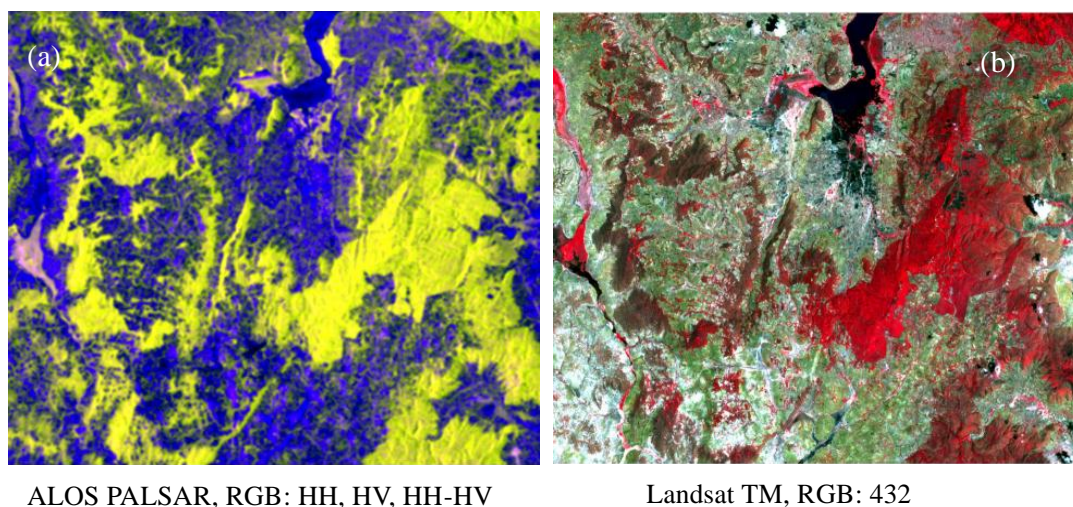 (a)
(b)
ALOS PALSAR, RGB: HH, HV, HH-HV
Landsat TM, RGB: 432